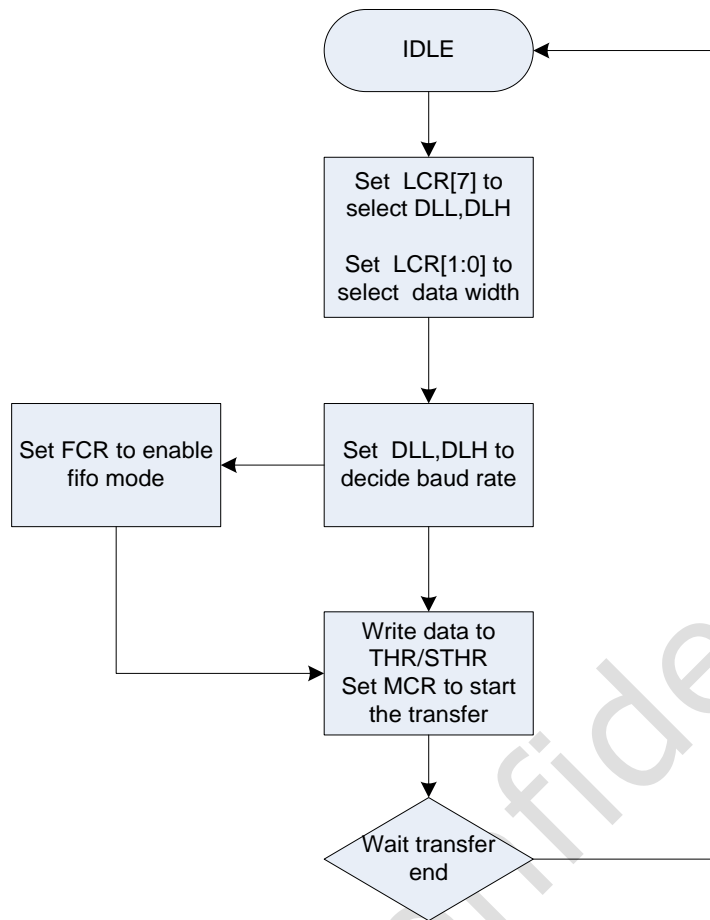 IDLE
Set LCR[7] to
select DLL,DLH
Set LCR[1:0] to
select data width
Set FCR to enable
fifo mode
Set DLL,DLH to
decide baud rate
Write data to
THR/STHR
Set MCR to start
the transfer
Wait transfer
end